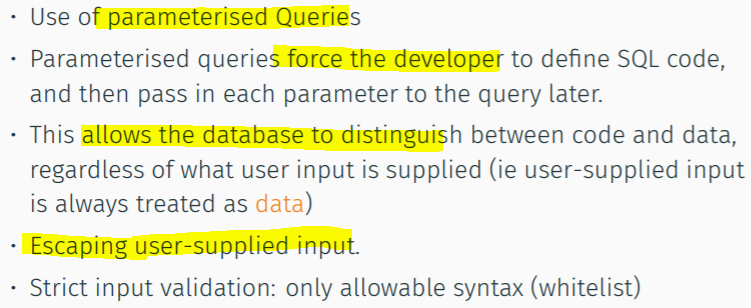 • Use of parameterised Queries
• Parameterised queries force the developer to define SQL code,
and then pass in each parameter to the query later.
• This allows the database to distinguish between code and data,
regardless of what user input is supplied (ie user-supplied input
is always treated as data)
• Escaping user-supplied input.
• Strict input validation: only allowable syntax (whitelist)